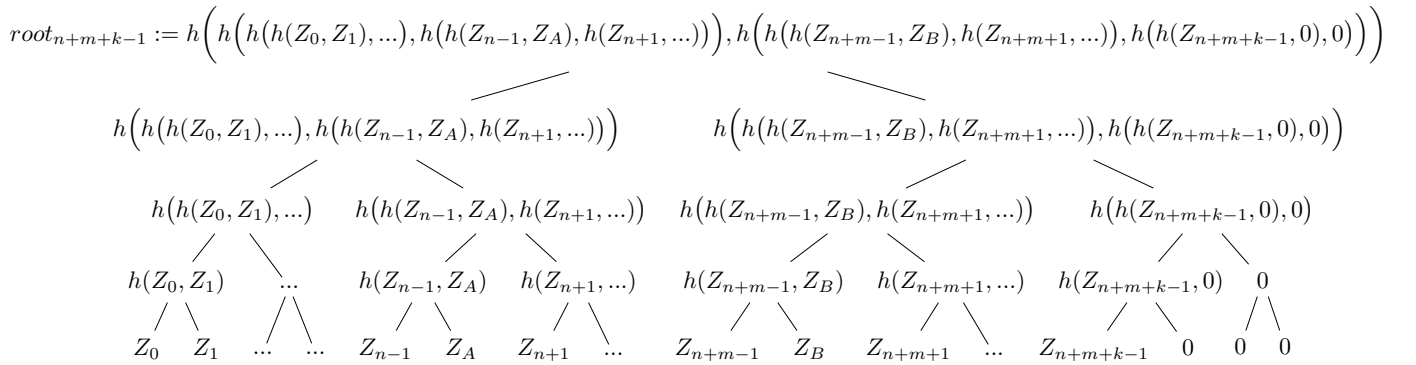 root_{n+m+k-1} := h(h(h(h(Z_0, Z_1), ...), h(h(Z_{n-1}, Z_A), h(Z_{n+1}, ...))), h(h(h(Z_{n+m-1}, Z_B), h(Z_{n+m+1}, ...)), h(h(Z_{n+m+k-1}, 0), 0)))
h(h(h(Z_0, Z_1), ...), h(h(Z_{n-1}, Z_A), h(Z_{n+1}, ...))) h(h(h(Z_{n+m-1}, Z_B), h(Z_{n+m+1}, ...)), h(h(Z_{n+m+k-1}, 0), 0))
h(h(Z_0, Z_1), ...) h(h(Z_{n-1}, Z_A), h(Z_{n+1}, ...)) h(h(Z_{n+m-1}, Z_B), h(Z_{n+m+1}, ...)) h(h(Z_{n+m+k-1}, 0), 0)
h(Z_0, Z_1) ... h(Z_{n-1}, Z_A) h(Z_{n+1}, ...) h(Z_{n+m-1}, Z_B) h(Z_{n+m+1}, ...) h(Z_{n+m+k-1}, 0) 0
Z_0 Z_1 ... ... Z_{n-1} Z_A Z_{n+1} ... Z_{n+m-1} Z_B Z_{n+m+1} ... Z_{n+m+k-1} 0 0 0